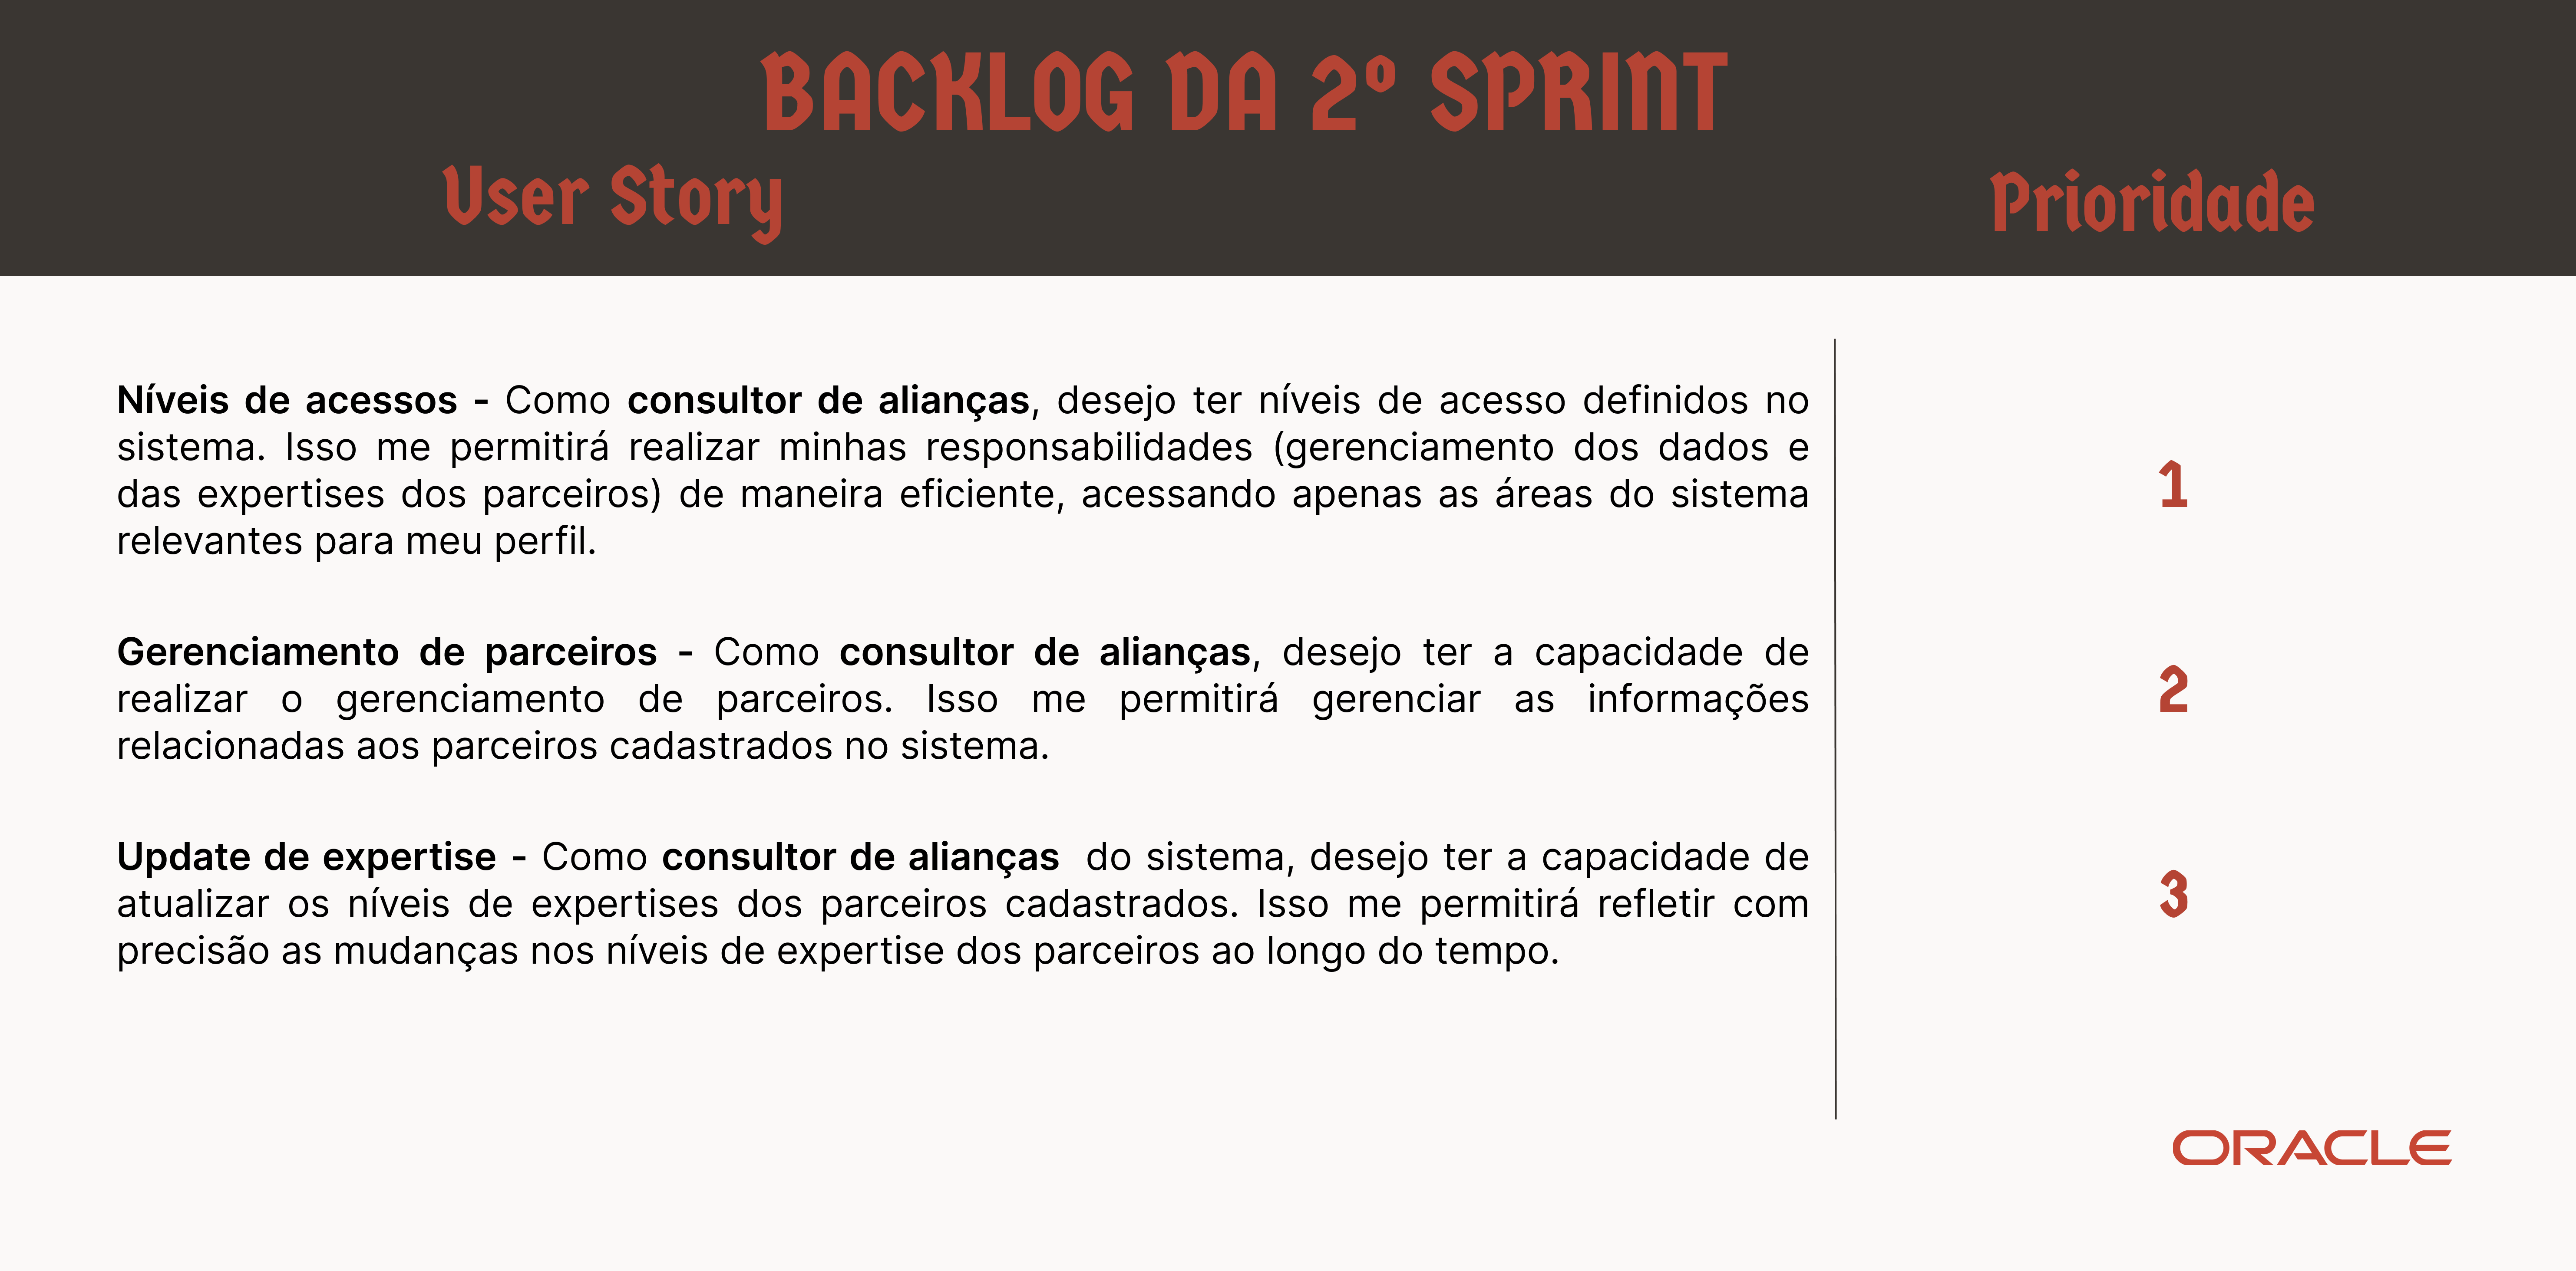 BACKLOG DA 2º SPRINT
User Story
Prioridade
Níveis de acessos - Como consultor de alianças, desejo ter níveis de acesso definidos no
sistema. Isso me permitirá realizar minhas responsabilidades (gerenciamento dos dados e
das expertises dos parceiros) de maneira eficiente, acessando apenas as áreas do sistema
relevantes para meu perfil.
1
Gerenciamento de parceiros - Como consultor de alianças, desejo ter a capacidade de
realizar o gerenciamento de parceiros. Isso me permitirá gerenciar as informações
relacionadas aos parceiros cadastrados no sistema.
2
Update de expertise - Como consultor de alianças  do sistema, desejo ter a capacidade de
atualizar os níveis de expertises dos parceiros cadastrados. Isso me permitirá refletir com
precisão as mudanças nos níveis de expertise dos parceiros ao longo do tempo.
3
ORACLE